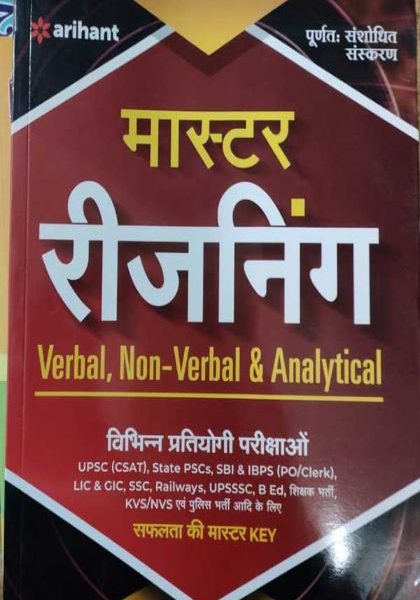 arihant
पूर्णत: संशोधित
संस्करण
मास्टर
रीजनिंग
Verbal, Non-Verbal & Analytical
विभिन्न प्रतियोगी परीक्षाओं
UPSC (CSAT), State PSCs, SBI & IBPS (PO/Clerk),
LIC & GIC, SSC, Railways, UPSSSC, B Ed, शिक्षक भर्ती,
KVS/NVS एवं पुलिस भर्ती आदि के लिए
सफलता की मास्टर KEY